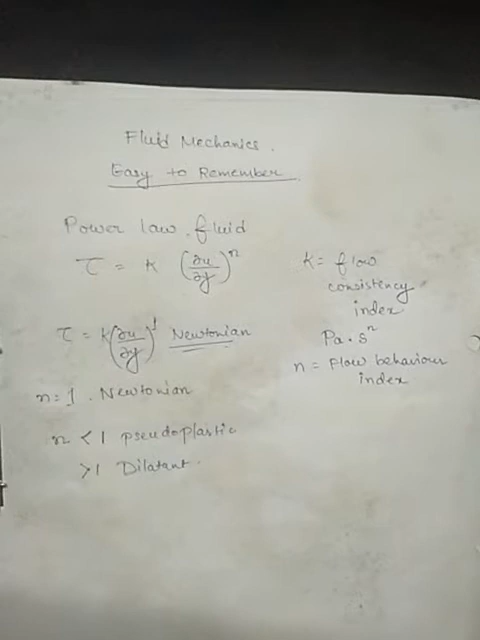 Fluid Mechanics.
Easy to Remember
Power law fluid
τ = K (∂u/∂y)^n
K = flow
consistency
index
Pa·s^n
n = Flow behaviour
index
τ = K(∂u/∂y)^1 Newtonian
n=1. Newtonian
n < 1 pseudoplastic
>1 Dilatant.